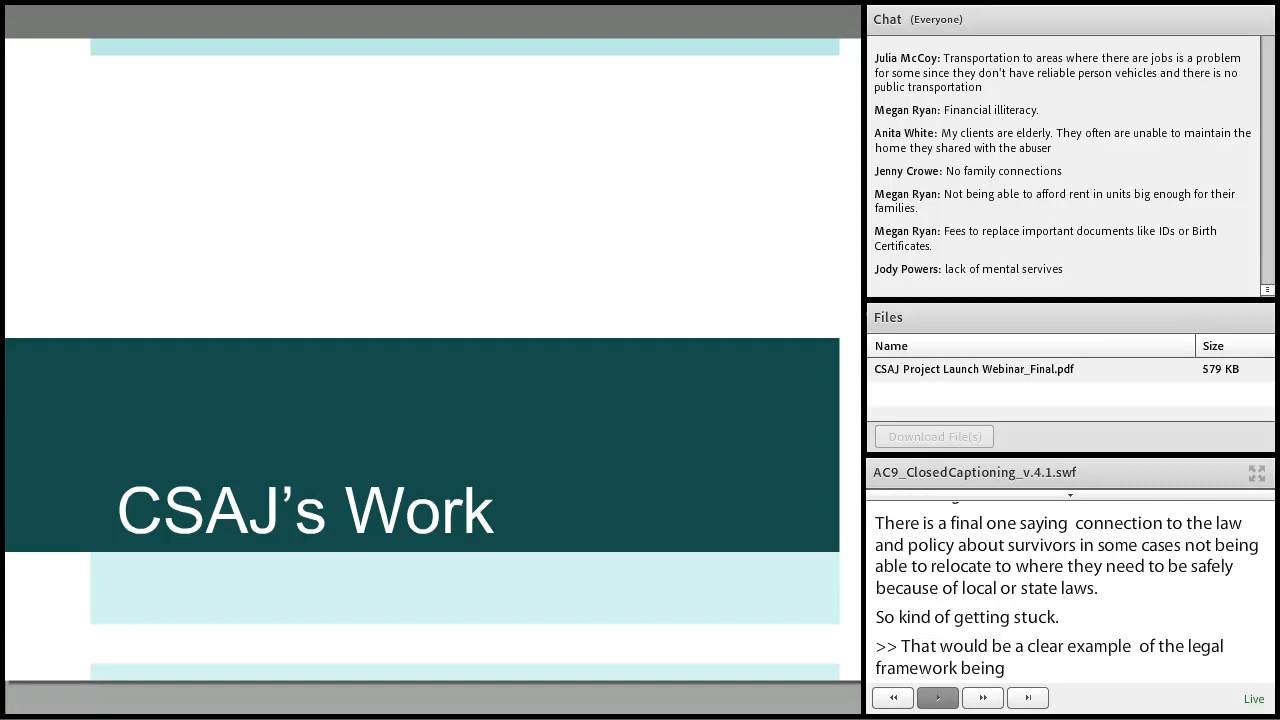 CSAJ’s Work
Chat (Everyone)
Julia McCoy: Transportation to areas where there are jobs is a problem
for some since they don't have reliable person vehicles and there is no
public transportation
Megan Ryan: Financial illiteracy.
Anita White: My clients are elderly. They often are unable to maintain the
home they shared with the abuser
Jenny Crowe: No family connections
Megan Ryan: Not being able to afford rent in units big enough for their
families.
Megan Ryan: Fees to replace important documents like IDs or Birth
Certificates.
Jody Powers: lack of mental servives
Files
Name Size
CSAJ Project Launch Webinar_Final.pdf 579 KB
Download File(s)
AC9_ClosedCaptioning_v.4.1.swf
There is a final one saying connection to the law
and policy about survivors in some cases not being
able to relocate to where they need to be safely
because of local or state laws.
So kind of getting stuck.
>> That would be a clear example of the legal
framework being
Live